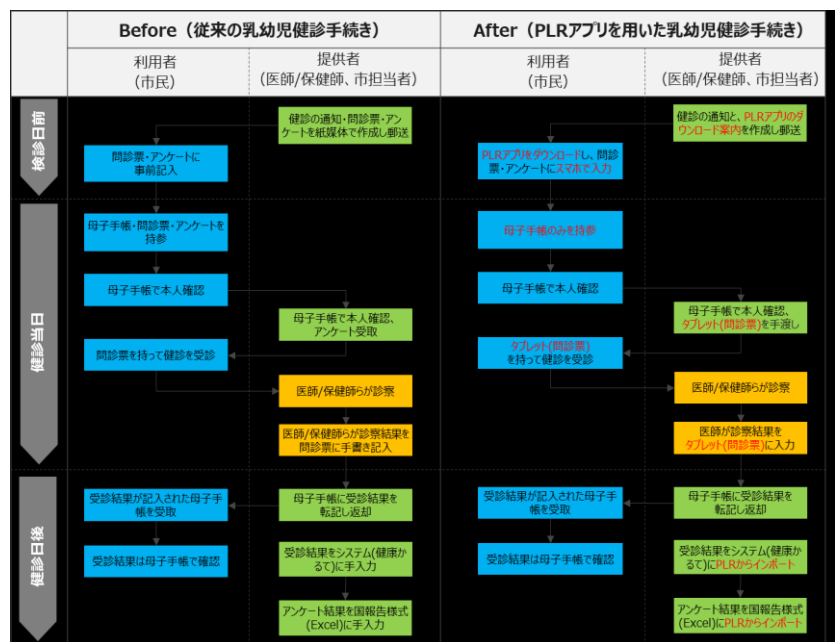 Before（従来の乳幼児健診手続き）
After（PLRアプリを用いた乳幼児健診手続き）
利用者
（市民）
提供者
（医師/保健師、市担当者）
利用者
（市民）
提供者
（医師/保健師、市担当者）
検診日前
健診の通知・問診票・アン
ケートを紙媒体で作成し郵送
問診票・アンケートに
事前記入
健診の通知と、PLRアプリのダ
ウンロード案内を作成し郵送
PLRアプリをダウンロードし、問診
票・アンケートにスマホで入力
健診当日
母子手帳・問診票・アンケートを
持参
母子手帳で本人確認
母子手帳で本人確認、
アンケート受取
問診票を持って健診を受診
医師/保健師らが診察
医師/保健師らが診察結果を
問診票に手書き記入
母子手帳のみを持参
母子手帳で本人確認
母子手帳で本人確認、
タブレット(問診票)を手渡し
タブレット(問診票)
を持って健診を受診
医師/保健師らが診察
医師が診察結果を
タブレット(問診票)に入力
健診日後
母子手帳に受診結果を
転記し返却
受診結果が記入された母子手
帳を受取
受診結果は母子手帳で確認
受診結果をシステム(健康か
るて)に手入力
アンケート結果を国報告様式
(Excel)に手入力
母子手帳に受診結果を
転記し返却
受診結果が記入された母子手
帳を受取
受診結果は母子手帳で確認
受診結果をシステム(健康か
るて)にPLRからインポート
アンケート結果を国報告様式
(Excel)にPLRからインポート